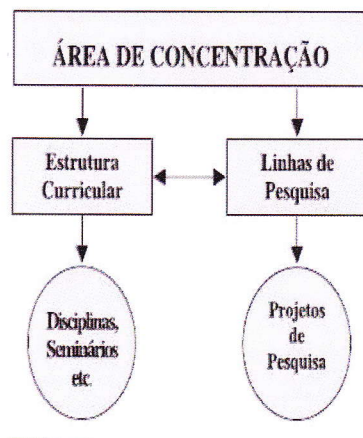 ÁREA DE CONCENTRAÇÃO
Estrutura
Curricular
Linhas de
Pesquisa
Disciplinas,
Seminários
etc.
Projetos
de
Pesquisa